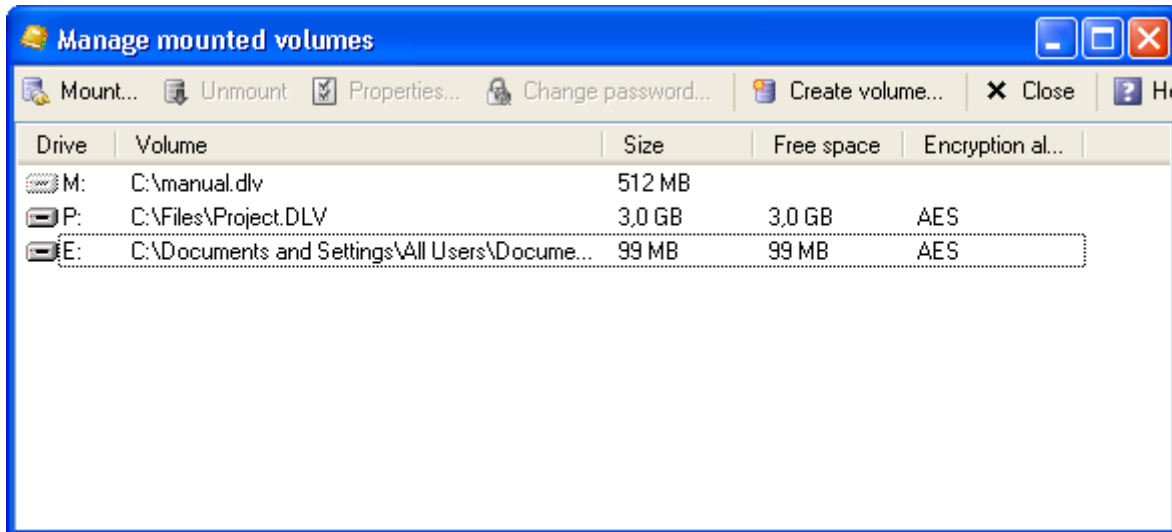 Manage mounted volumes
Mount... Unmount Properties... Change password... Create volume... Close
Drive Volume Size Free space Encryption al...
M: C:\manual.dlv 512 MB
P: C:\Files\Project.DLV 3,0 GB 3,0 GB AES
E: C:\Documents and Settings\All Users\Docume... 99 MB 99 MB AES